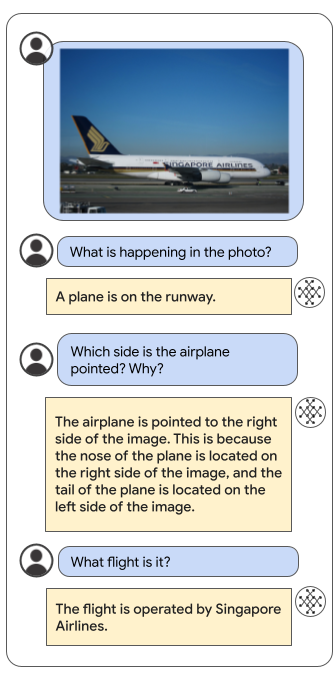 SINGAPORE AIRLINES
What is happening in the photo?
A plane is on the runway.
Which side is the airplane
pointed? Why?
The airplane is pointed to the right
side of the image. This is because
the nose of the plane is located on
the right side of the image, and the
tail of the plane is located on the
left side of the image.
What flight is it?
The flight is operated by Singapore
Airlines.